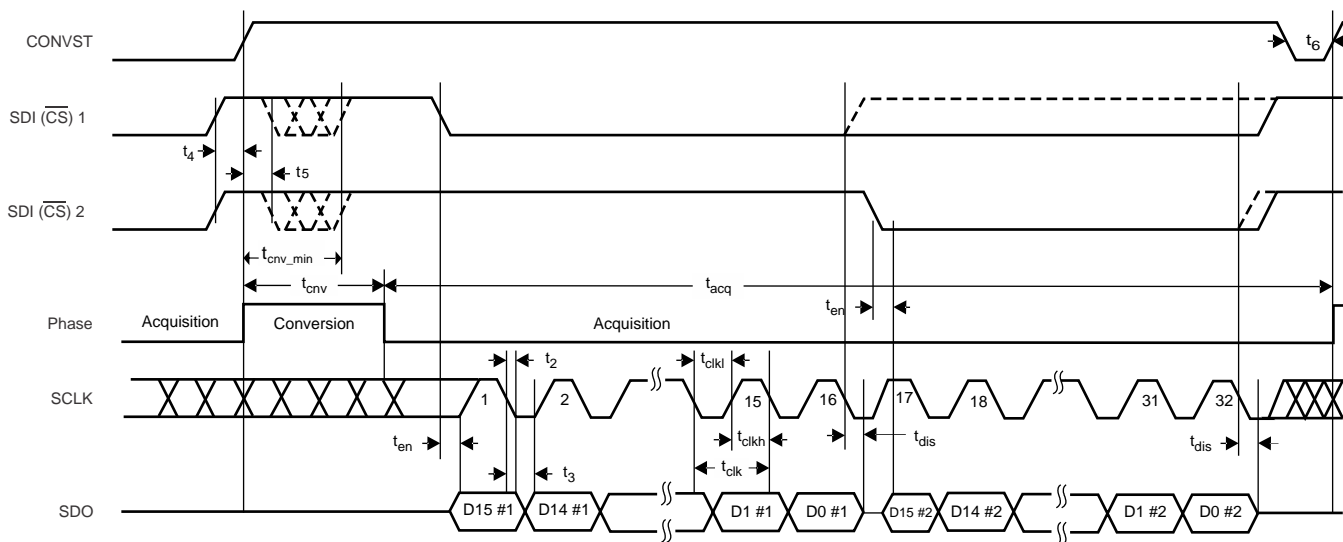 CONVST
t6
SDI (CS) 1
t4
t5
SDI (CS) 2
tcnv_min
tcnv
tacq
ten
Phase
Acquisition
Conversion
Acquisition
t2
tclkl
SCLK
1
2
15
16
17
18
31
32
ten
tclkh
tdis
tdis
t3
tclk
SDO
D15 #1
D14 #1
D1 #1
D0 #1
D15 #2
D14 #2
D1 #2
D0 #2